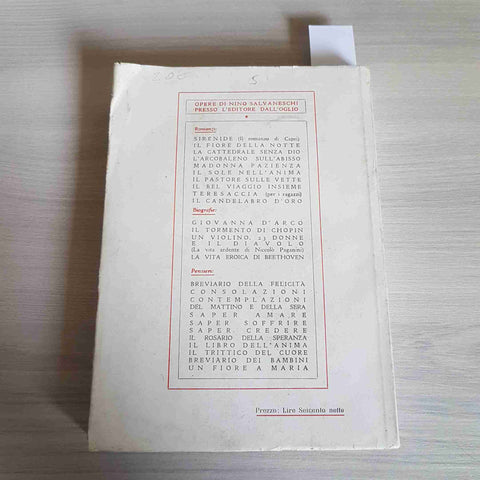 200
5
OPERE DI NINO SALVANESCHI
PRESSO L'EDITORE DALL'OGLIO
*
Romanzi:
SIRENIDE (Il romanzo di Capri)
IL FIORE DELLA NOTTE
LA CATTEDRALE SENZA DIO
L'ARCOBALENO SULL'ABISSO
MADONNA PAZIENZA
IL SOLE NELL'ANIMA
IL PASTORE SULLE VETTE
IL BEL VIAGGIO INSIEME
TERESACCIA (per i ragazzi)
IL CANDELABRO D'ORO
Biografie:
GIOVANNA D'ARCO
IL TORMENTO DI CHOPIN
UN VIOLINO, 23 DONNE
E IL DIAVOLO
(La vita ardente di Niccolò Paganini)
LA VITA EROICA DI BEETHOVEN
Pensieri:
BREVIARIO DELLA FELICITÀ
CONSOLAZIONI
CONTEMPLAZIONI
DEL MATTINO E DELLA SERA
SAPER AMARE
SAPER SOFFRIRE
SAPER CREDERE
IL ROSARIO DELLA SPERANZA
IL LIBRO DELL'ANIMA
IL TRITTICO DEL CUORE
BREVIARIO DEI BAMBINI
UN FIORE A MARIA
Prezzo: Lire Seicento nette